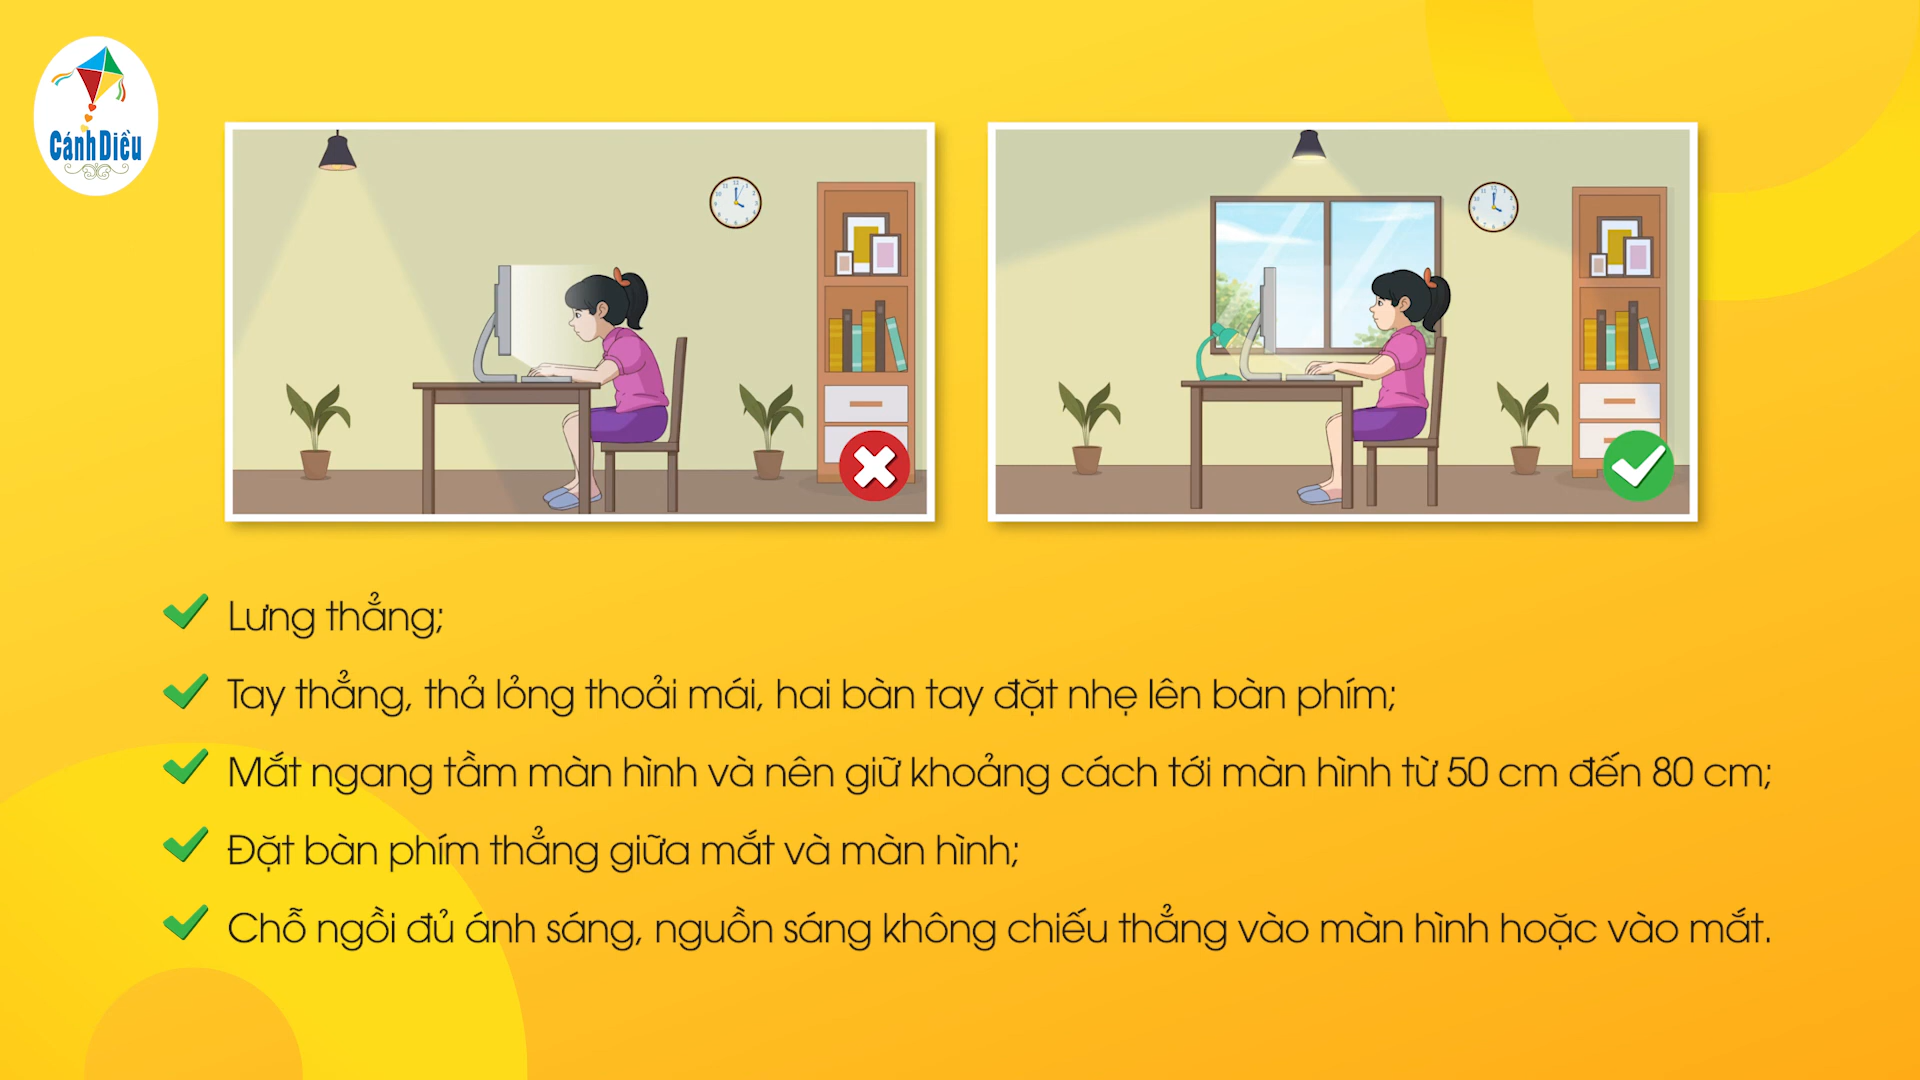 Cánh Diều
Lưng thẳng;
Tay thẳng, thả lỏng thoải mái, hai bàn tay đặt nhẹ lên bàn phím;
Mắt ngang tầm màn hình và nên giữ khoảng cách tới màn hình từ 50 cm đến 80 cm;
Đặt bàn phím thẳng giữa mắt và màn hình;
Chỗ ngồi đủ ánh sáng, nguồn sáng không chiếu thẳng vào màn hình hoặc vào mắt.